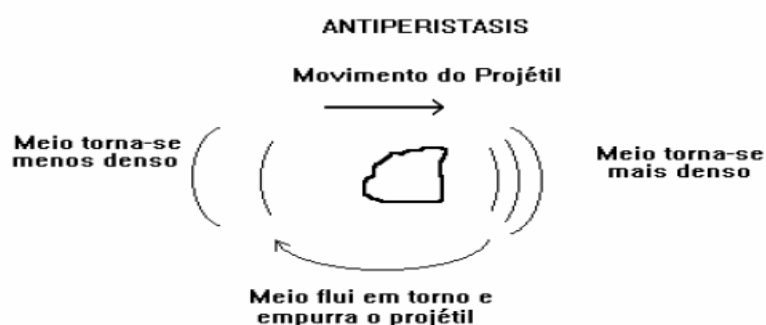 ANTIPERISTASIS
Movimento do Projétil
Meio torna-se
menos denso
Meio torna-se
mais denso
Meio flui em torno e
empurra o projétil